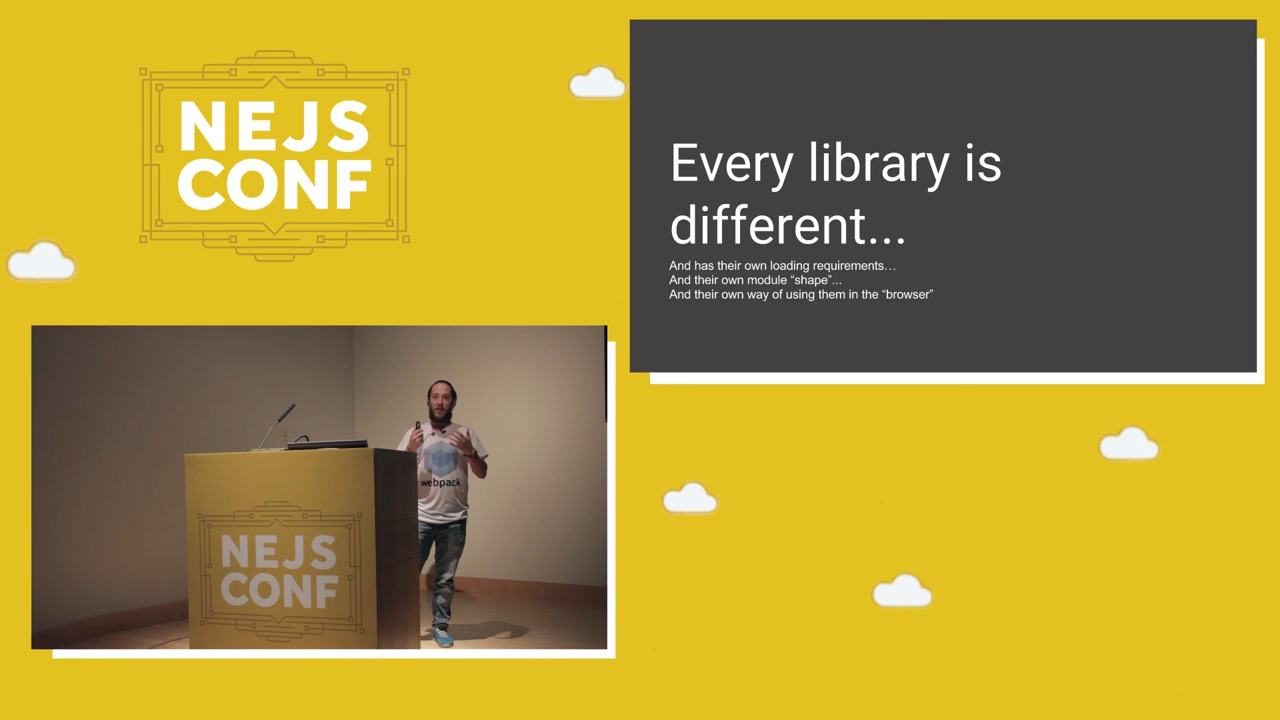 NEJS
CONF
Every library is
different...
And has their own loading requirements…
And their own module “shape”...
And their own way of using them in the “browser”
webpack
NEJS
CONF